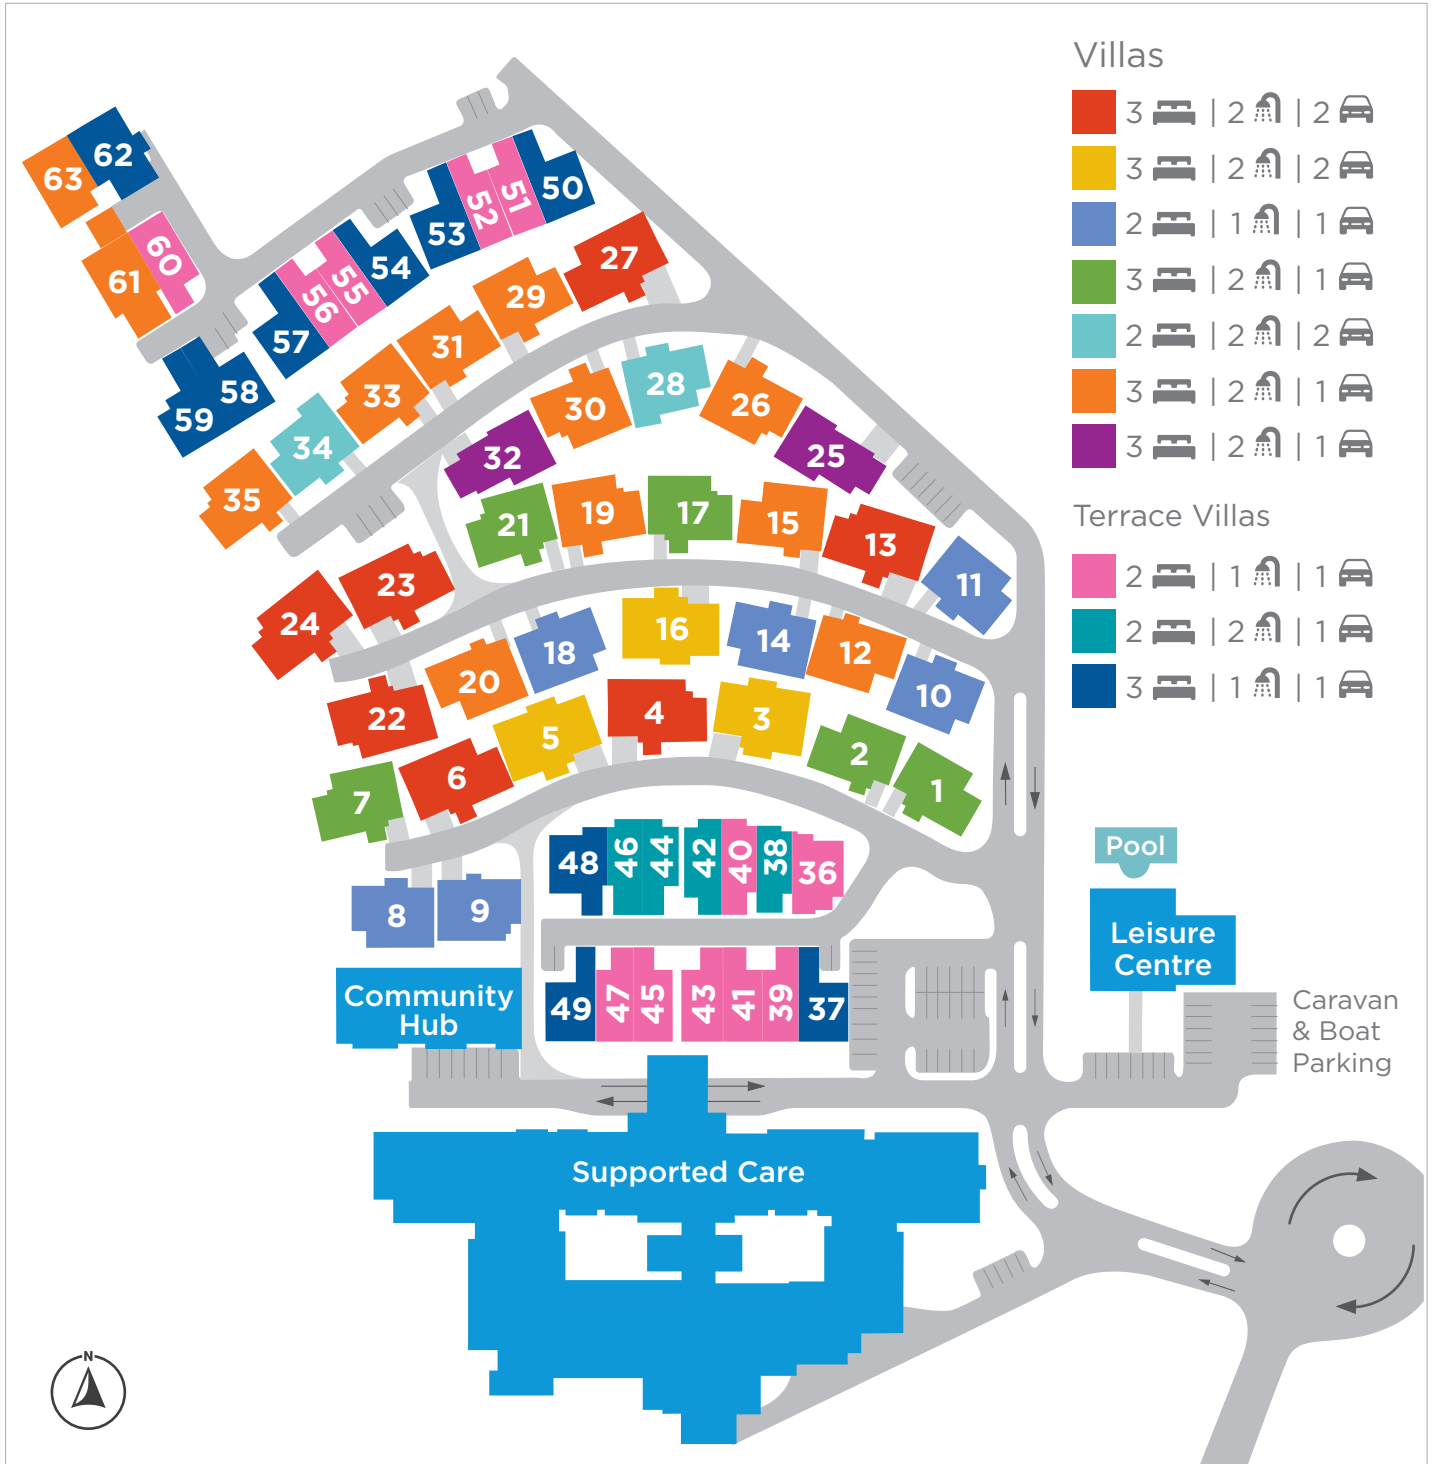 Villas
3 | 2 | 2
3 | 2 | 2
2 | 1 | 1
3 | 2 | 1
2 | 2 | 2
3 | 2 | 1
3 | 2 | 1
Terrace Villas
2 | 1 | 1
2 | 2 | 1
3 | 1 | 1
62
63
60
61
50
51
52
53
54
55
56
57
58
59
27
29
31
33
34
35
28
26
30
25
32
21
19
17
15
13
11
23
24
16
18
14
12
10
20
22
5
4
3
2
1
6
7
48
46
44
42
40
38
36
8
9
49
47
45
43
41
39
37
Pool
Leisure
Centre
Community
Hub
Caravan
& Boat
Parking
Supported Care
N